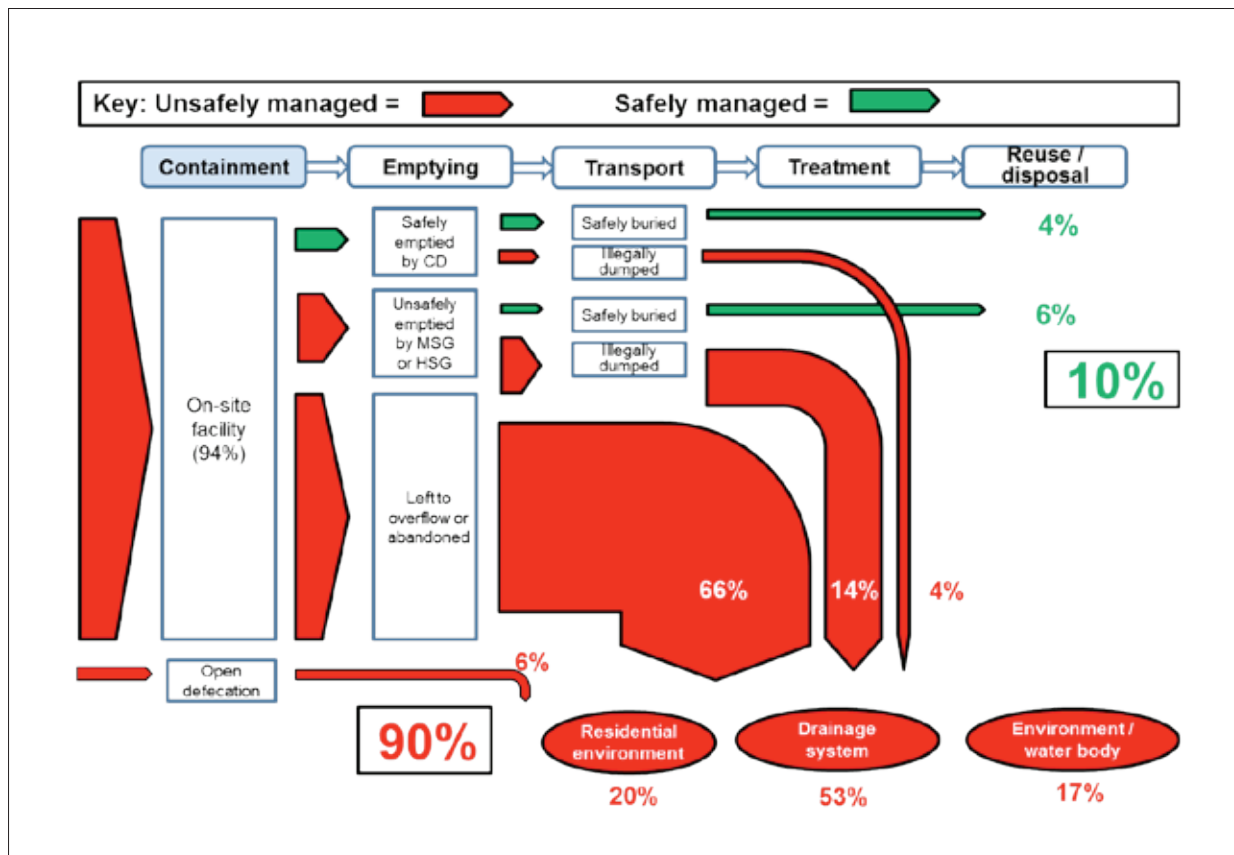 Key: Unsafely managed =
Safely managed =
Containment
Emptying
Transport
Treatment
Reuse /
disposal
Safely
emptied
by CD
Safely buried
4%
Illegally
dumped
Unsafely
emptied
by MSG
or HSG
Safely buried
6%
Illegally
dumped
10%
On-site
facility
(94%)
Left to
overflow or
abandoned
66%
14%
4%
Open
defecation
6%
90%
Residential
environment
20%
Drainage
system
53%
Environment /
water body
17%